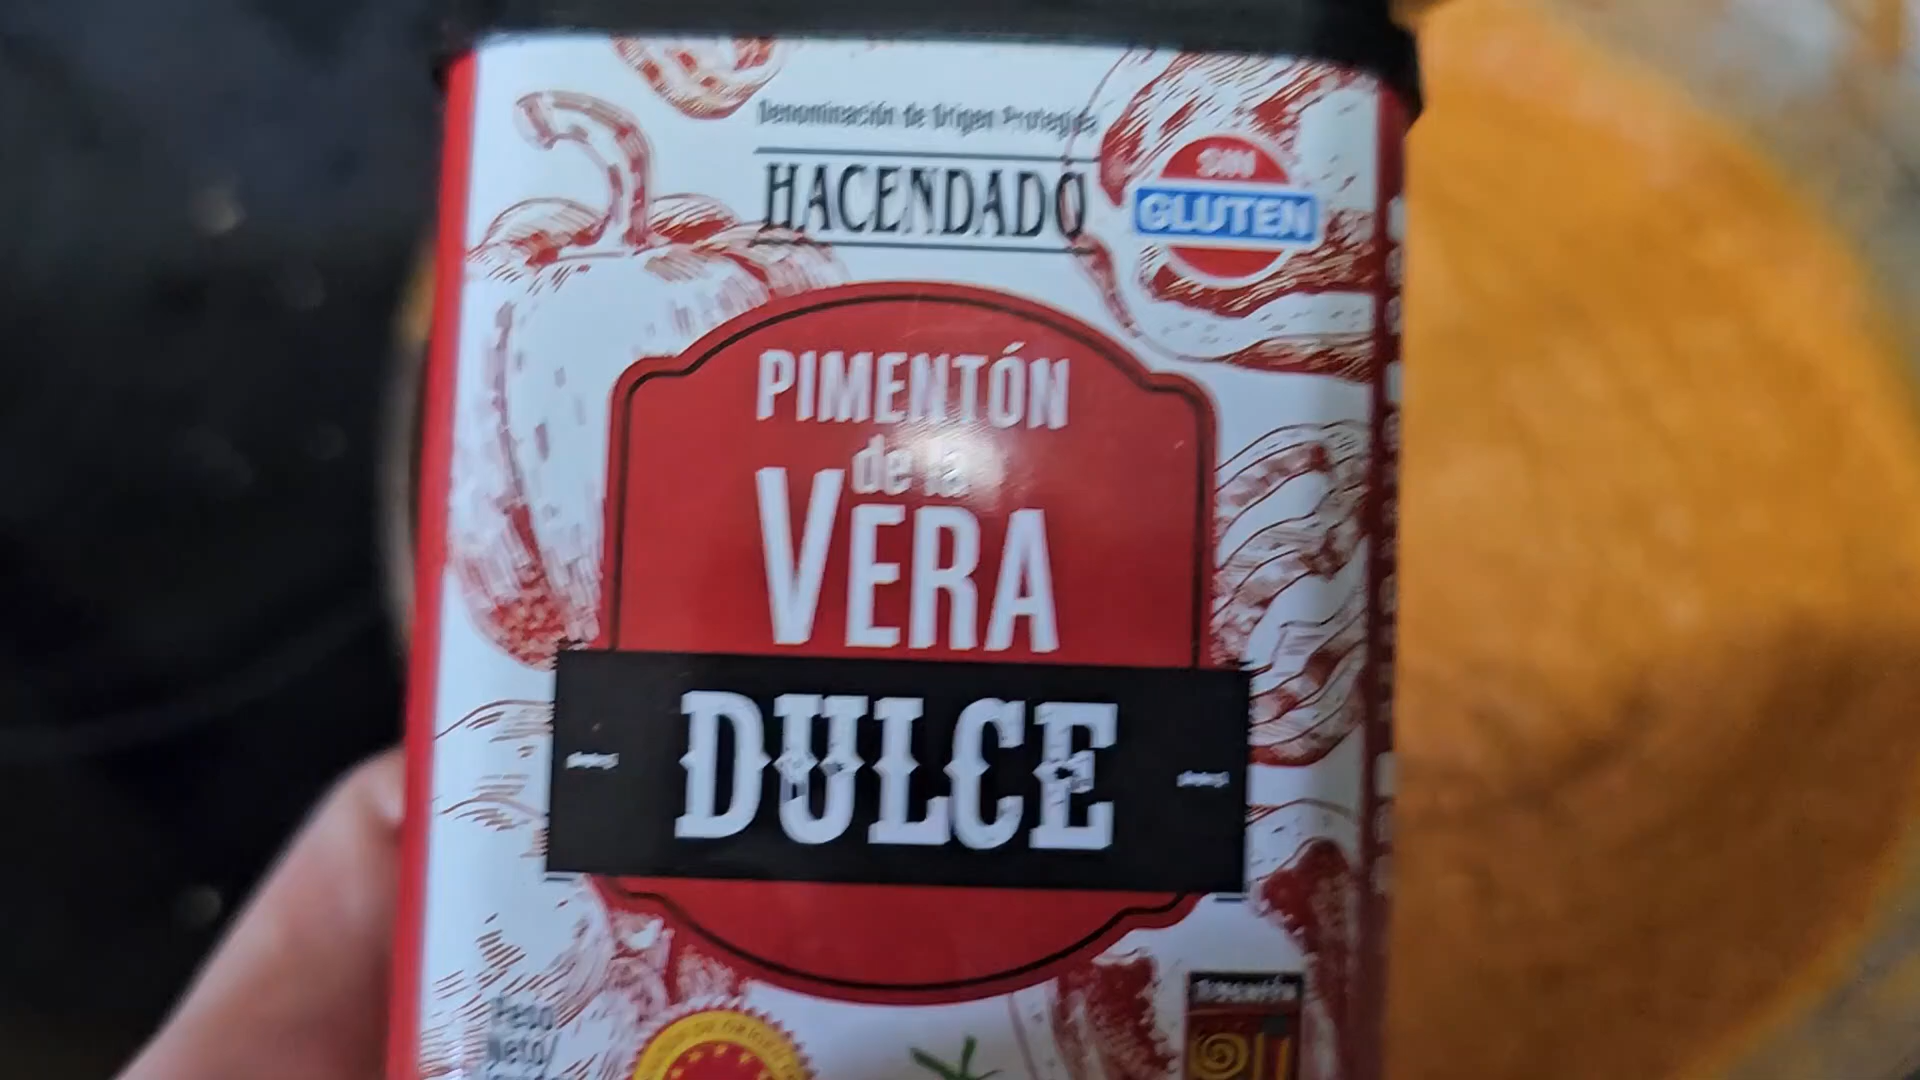 Denominación de Origen Protegida
HACENDADO
SIN
GLUTEN
PIMENTÓN
de la
VERA
DULCE
Peso
Neto/